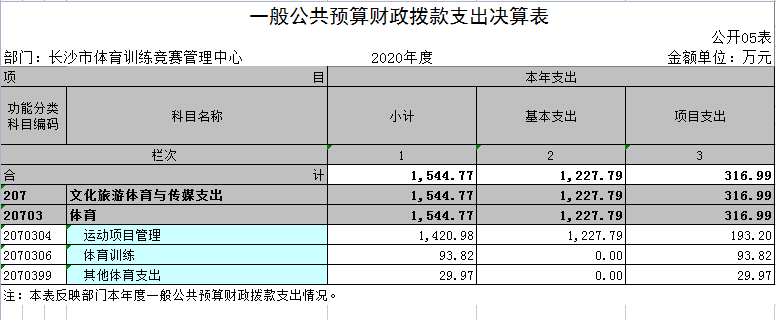 一般公共预算财政拨款支出决算表
公开05表
部门：长沙市体育训练竞赛管理中心 2020年度 金额单位：万元
项 目 本年支出
功能分类科目编码 科目名称 小计 基本支出 项目支出
栏次 1 2 3
合 计 1,544.77 1,227.79 316.99
207 文化旅游体育与传媒支出 1,544.77 1,227.79 316.99
20703 体育 1,544.77 1,227.79 316.99
2070304 运动项目管理 1,420.98 1,227.79 193.20
2070306 体育训练 93.82 0.00 93.82
2070399 其他体育支出 29.97 0.00 29.97
注：本表反映部门本年度一般公共预算财政拨款支出情况。